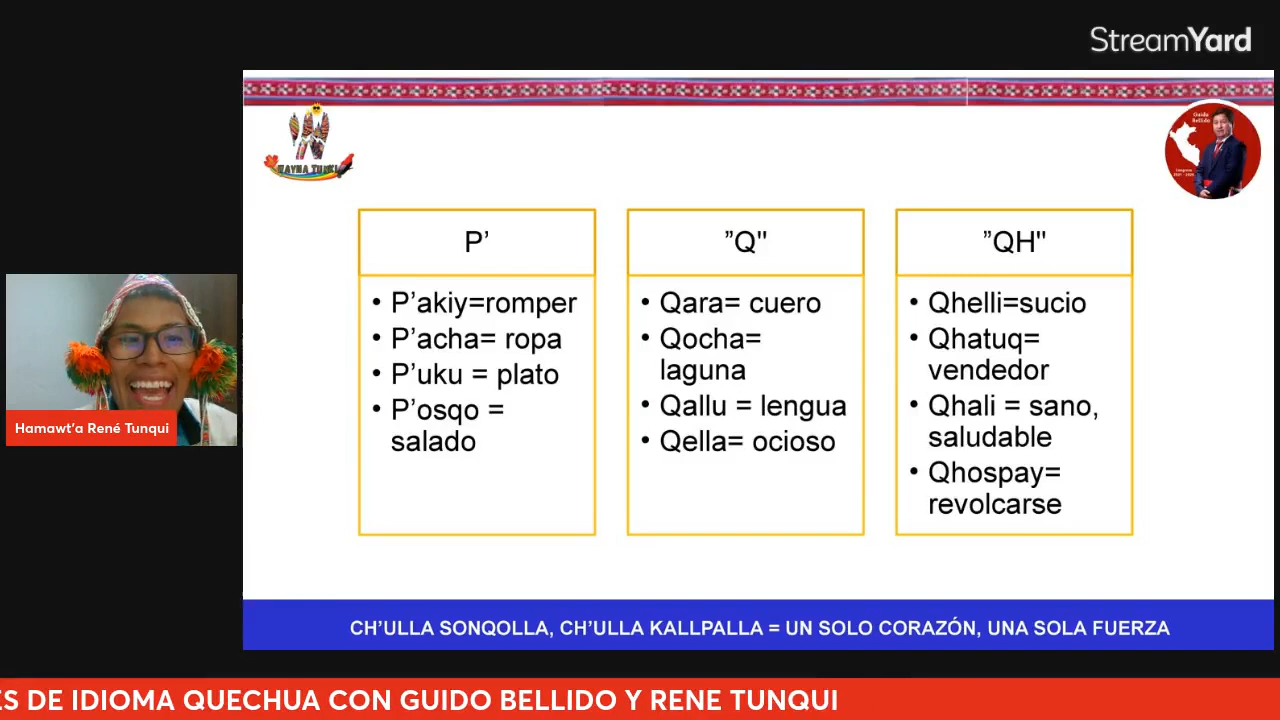 StreamYard
Guido
Bellido
P’
”Q"
”QH"
• P’akiy=romper
• P’acha= ropa
• P’uku = plato
• P’osqo =
salado
• Qara= cuero
• Qocha=
laguna
• Qallu = lengua
• Qella= ocioso
• Qhelli=sucio
• Qhatuq=
vendedor
• Qhali = sano,
saludable
• Qhospay=
revolcarse
Hamawt’a René Tunqui
CH’ULLA SONQOLLA, CH’ULLA KALLPALLA = UN SOLO CORAZÓN, UNA SOLA FUERZA
ES DE IDIOMA QUECHUA CON GUIDO BELLIDO Y RENE TUNQUI